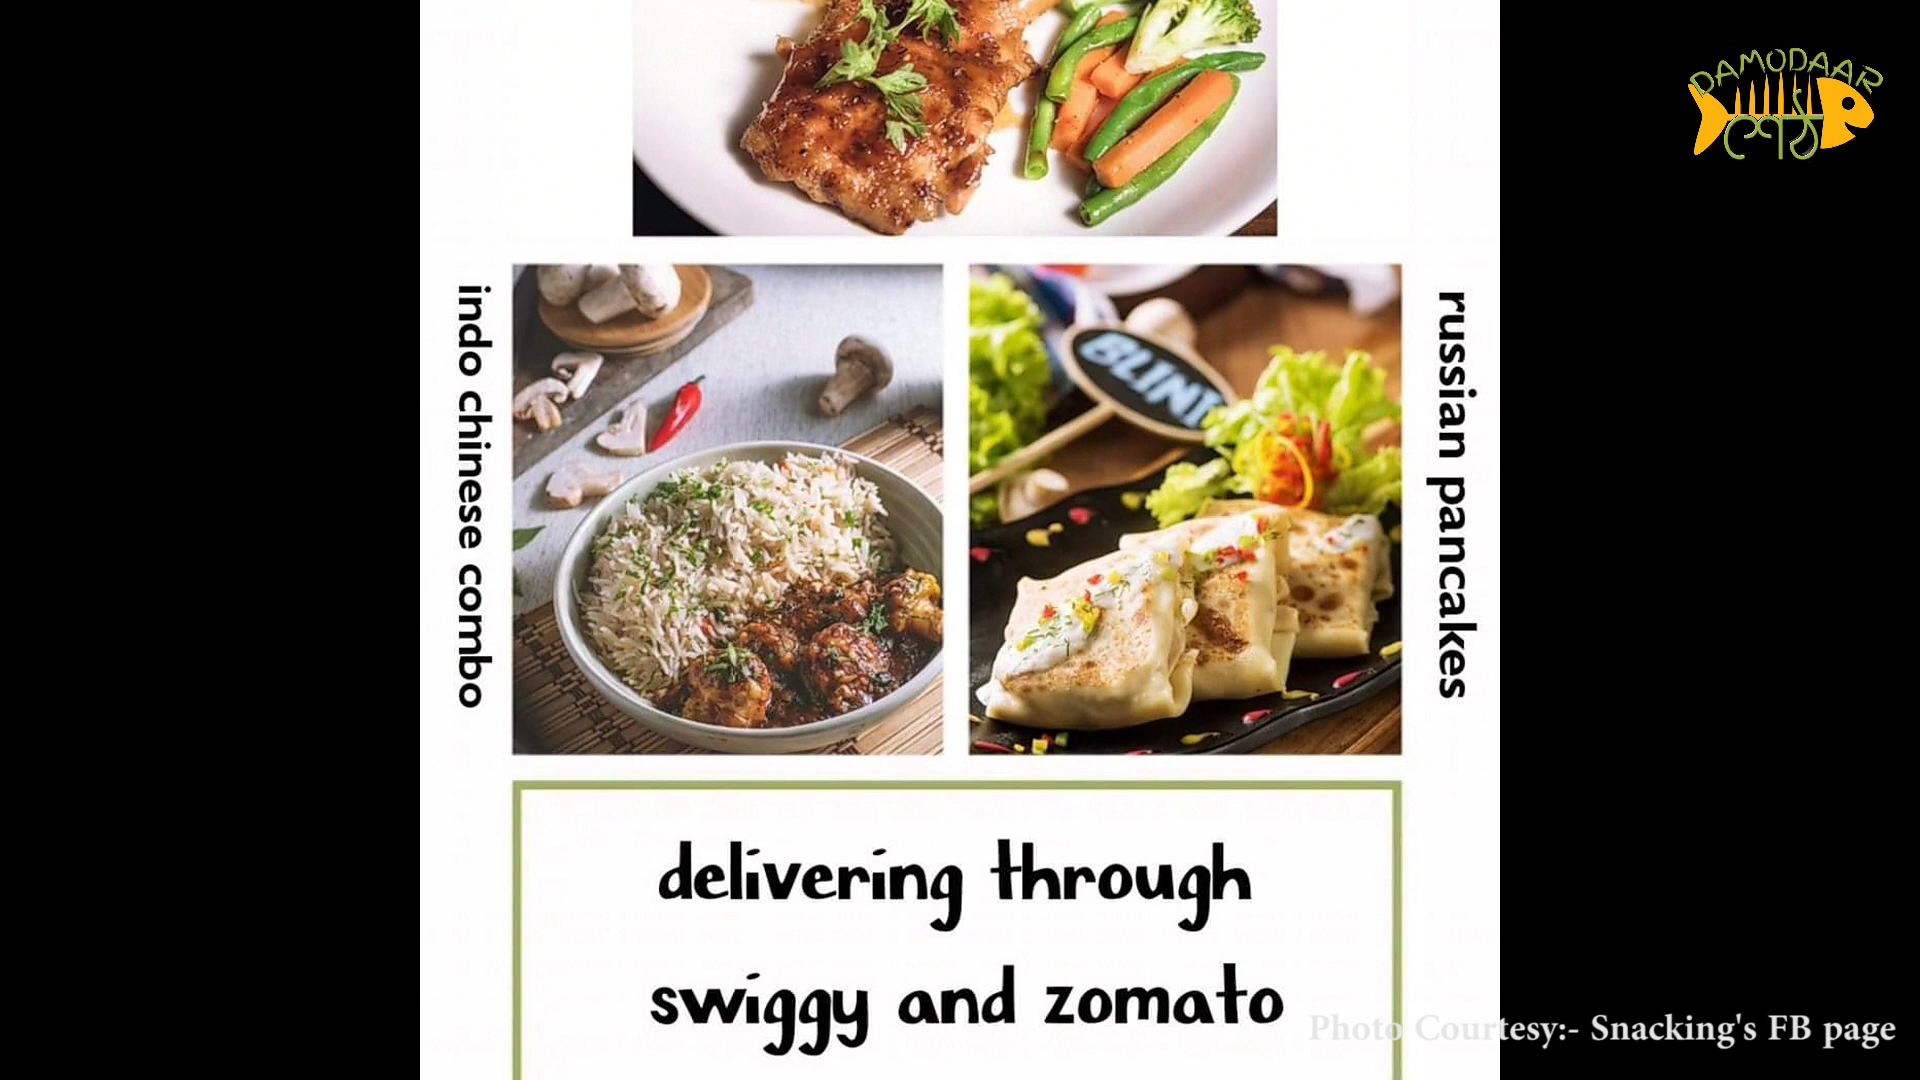 DAMODAAR
indo chinese combo
russian pancakes
BLINI
delivering through
swiggy and zomato
Photo Courtesy:- Snacking's FB page